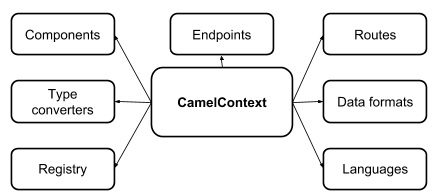 Components
Endpoints
Routes
Type
converters
CamelContext
Data formats
Registry
Languages